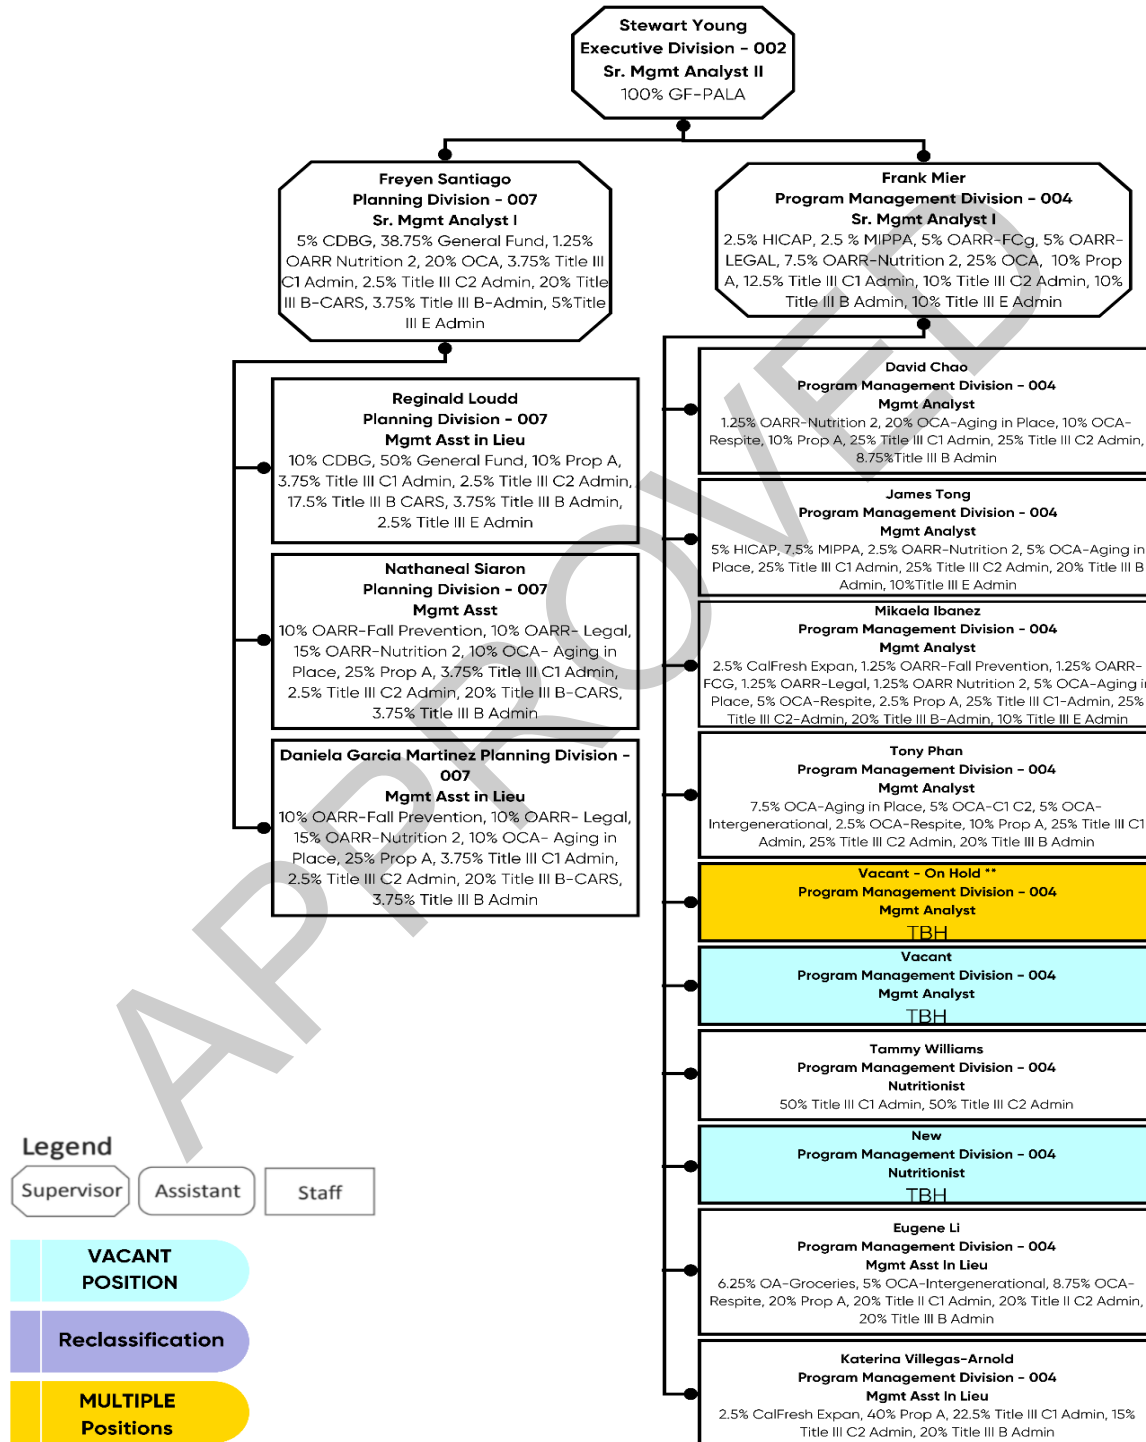 Stewart Young
Executive Division - 002
Sr. Mgmt Analyst II
100% GF-PALA
Freyen Santiago
Planning Division - 007
Sr. Mgmt Analyst I
5% CDBG, 38.75% General Fund, 1.25%
OARR Nutrition 2, 20% OCA, 3.75% Title III
C1 Admin, 2.5% Title III C2 Admin, 20% Title
III B-CARS, 3.75% Title III B-Admin, 5%Title
III E Admin
Frank Mier
Program Management Division - 004
Sr. Mgmt Analyst I
2.5% HICAP, 2.5 % MIPPA, 5% OARR-FCg, 5% OARR-
LEGAL, 7.5% OARR-Nutrition 2, 25% OCA, 10% Prop
A, 12.5% Title III C1 Admin, 10% Title III C2 Admin, 10%
Title III B Admin, 10% Title III E Admin
Reginald Loudd
Planning Division - 007
Mgmt Asst in Lieu
10% CDBG, 50% General Fund, 10% Prop A,
3.75% Title III C1 Admin, 2.5% Title III C2 Admin,
17.5% Title III B CARS, 3.75% Title III B Admin,
2.5% Title III E Admin
Nathaneal Siaron
Planning Division - 007
Mgmt Asst
10% OARR-Fall Prevention, 10% OARR- Legal,
15% OARR-Nutrition 2, 10% OCA- Aging in
Place, 25% Prop A, 3.75% Title III C1 Admin,
2.5% Title III C2 Admin, 20% Title III B-CARS,
3.75% Title III B Admin
Daniela Garcia Martinez Planning Division -
007
Mgmt Asst in Lieu
10% OARR-Fall Prevention, 10% OARR- Legal,
15% OARR-Nutrition 2, 10% OCA- Aging in
Place, 25% Prop A, 3.75% Title III C1 Admin,
2.5% Title III C2 Admin, 20% Title III B-CARS,
3.75% Title III B Admin
David Chao
Program Management Division - 004
Mgmt Analyst
1.25% OARR-Nutrition 2, 20% OCA-Aging in Place, 10% OCA-
Respite, 10% Prop A, 25% Title III C1 Admin, 25% Title III C2 Admin,
8.75%Title III B Admin
James Tong
Program Management Division - 004
Mgmt Analyst
5% HICAP, 7.5% MIPPA, 2.5% OARR-Nutrition 2, 5% OCA-Aging in
Place, 25% Title III C1 Admin, 25% Title III C2 Admin, 20% Title III B
Admin, 10%Title III E Admin
Mikaela Ibanez
Program Management Division - 004
Mgmt Analyst
2.5% CalFresh Expan, 1.25% OARR-Fall Prevention, 1.25% OARR-
FCG, 1.25% OARR-Legal, 1.25% OARR Nutrition 2, 5% OCA-Aging in
Place, 5% OCA-Respite, 2.5% Prop A, 25% Title III C1-Admin, 25%
Title III C2-Admin, 20% Title III B-Admin, 10% Title III E Admin
Tony Phan
Program Management Division - 004
Mgmt Analyst
7.5% OCA-Aging in Place, 5% OCA-C1 C2, 5% OCA-
Intergenerational, 2.5% OCA-Respite, 10% Prop A, 25% Title III C1
Admin, 25% Title III C2 Admin, 20% Title III B Admin
Vacant - On Hold **
Program Management Division - 004
Mgmt Analyst
TBH
Vacant
Program Management Division - 004
Mgmt Analyst
TBH
Tammy Williams
Program Management Division - 004
Nutritionist
50% Title III C1 Admin, 50% Title III C2 Admin
New
Program Management Division - 004
Nutritionist
TBH
Eugene Li
Program Management Division - 004
Mgmt Asst In Lieu
6.25% OA-Groceries, 5% OCA-Intergenerational, 8.75% OCA-
Respite, 20% Prop A, 20% Title II C1 Admin, 20% Title II C2 Admin,
20% Title III B Admin
Katerina Villegas-Arnold
Program Management Division - 004
Mgmt Asst In Lieu
2.5% CalFresh Expan, 40% Prop A, 22.5% Title III C1 Admin, 15%
Title III C2 Admin, 20% Title III B Admin
APPROVED
Legend
Supervisor
Assistant
Staff
VACANT
POSITION
Reclassification
MULTIPLE
Positions